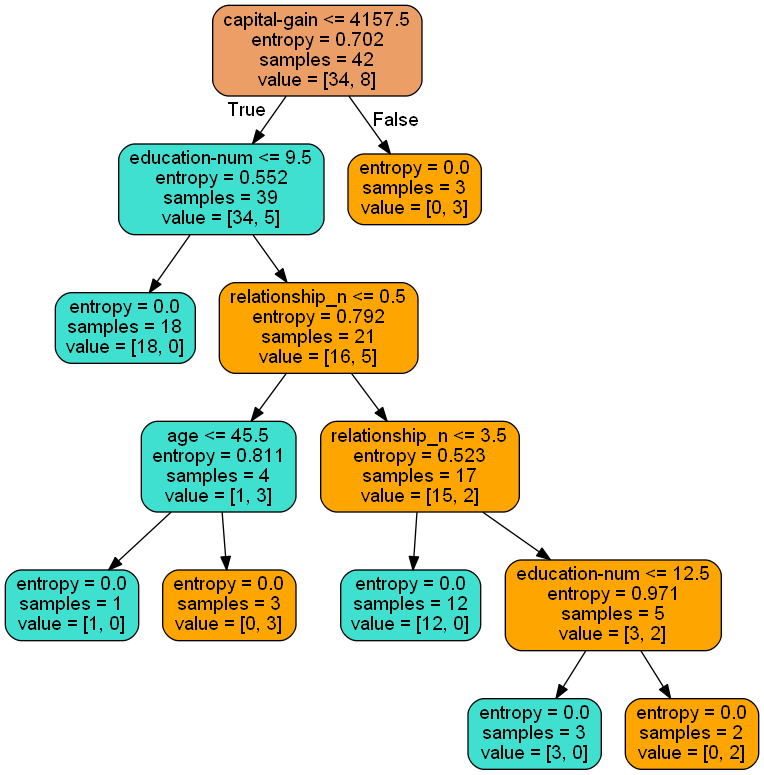 capital-gain <= 4157.5
entropy = 0.702
samples = 42
value = [34, 8]
True
False
education-num <= 9.5
entropy = 0.552
samples = 39
value = [34, 5]
entropy = 0.0
samples = 3
value = [0, 3]
entropy = 0.0
samples = 18
value = [18, 0]
relationship_n <= 0.5
entropy = 0.792
samples = 21
value = [16, 5]
age <= 45.5
entropy = 0.811
samples = 4
value = [1, 3]
relationship_n <= 3.5
entropy = 0.523
samples = 17
value = [15, 2]
entropy = 0.0
samples = 1
value = [1, 0]
entropy = 0.0
samples = 3
value = [0, 3]
entropy = 0.0
samples = 12
value = [12, 0]
education-num <= 12.5
entropy = 0.971
samples = 5
value = [3, 2]
entropy = 0.0
samples = 3
value = [3, 0]
entropy = 0.0
samples = 2
value = [0, 2]